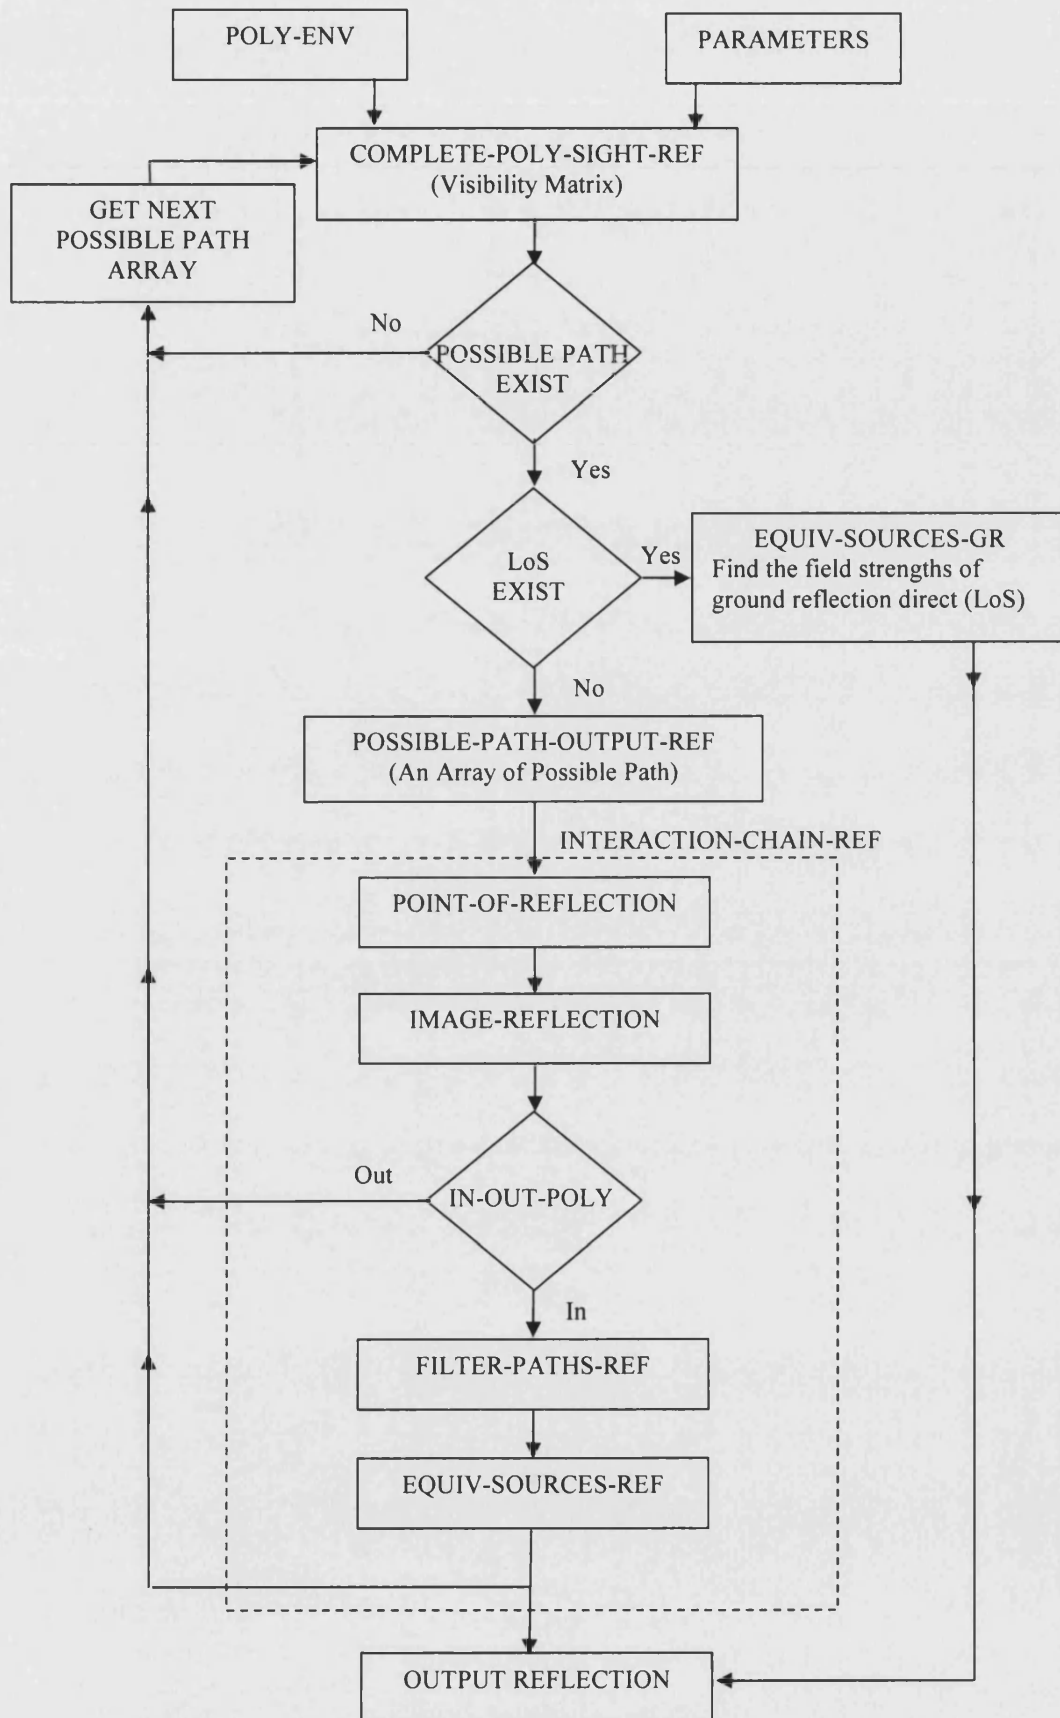 POLY-ENV
PARAMETERS
COMPLETE-POLY-SIGHT-REF
(Visibility Matrix)
GET NEXT
POSSIBLE PATH
ARRAY
No
POSSIBLE PATH
EXIST
Yes
LoS
EXIST
Yes
EQUIV-SOURCES-GR
Find the field strengths of
ground reflection direct (LoS)
No
POSSIBLE-PATH-OUTPUT-REF
(An Array of Possible Path)
INTERACTION-CHAIN-REF
POINT-OF-REFLECTION
IMAGE-REFLECTION
Out
IN-OUT-POLY
In
FILTER-PATHS-REF
EQUIV-SOURCES-REF
OUTPUT REFLECTION